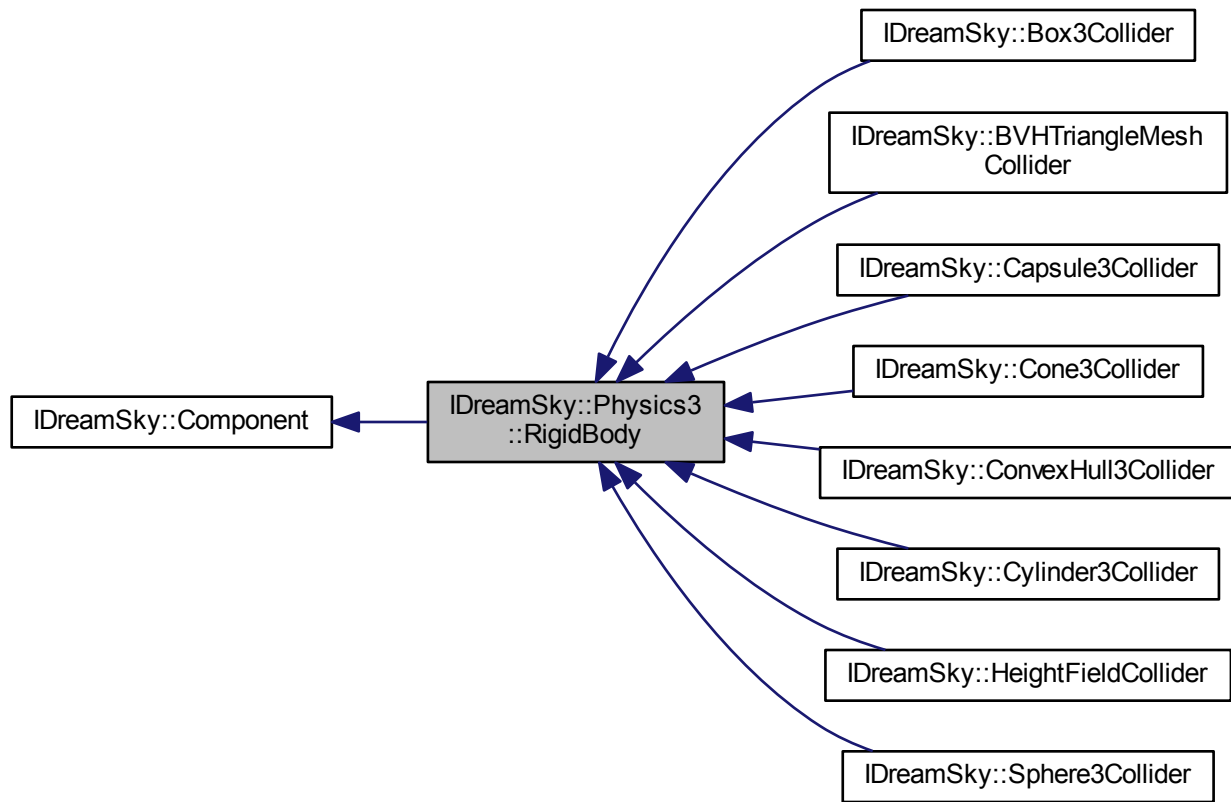 IDreamSky::Box3Collider
IDreamSky::BVHTriangleMesh
Collider
IDreamSky::Capsule3Collider
IDreamSky::Cone3Collider
IDreamSky::Component
IDreamSky::Physics3
::RigidBody
IDreamSky::ConvexHull3Collider
IDreamSky::Cylinder3Collider
IDreamSky::HeightFieldCollider
IDreamSky::Sphere3Collider